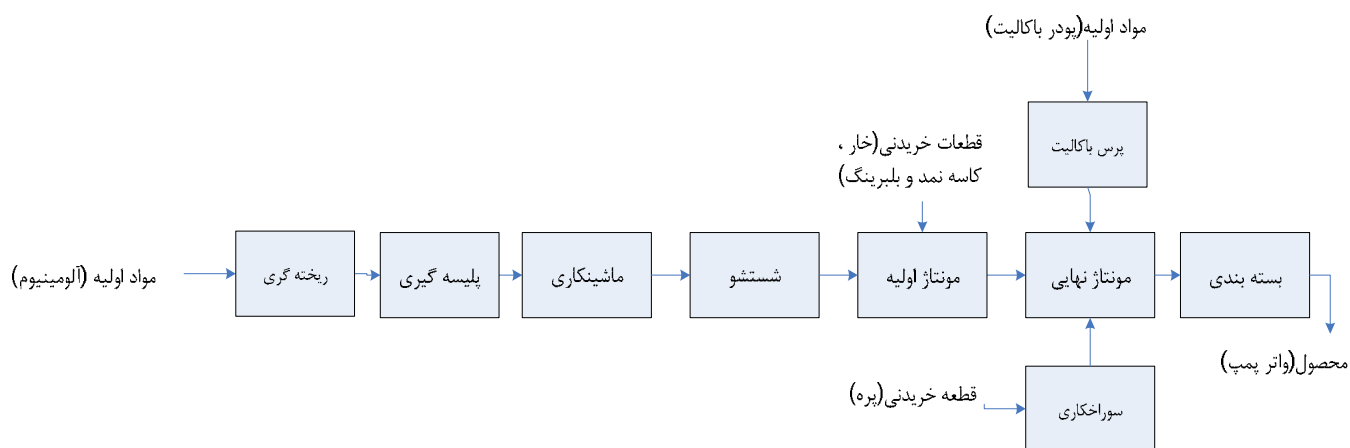 مواد اولیه(پودر باکالیت)
پرس باکالیت
قطعات خریدنی(خار ،
کاسه نمد و بلبرینگ)
مواد اولیه (آلومینیوم)
ریخته گری
پلیسه گیری
ماشینکاری
شستشو
مونتاژ اولیه
مونتاژ نهایی
بسته بندی
محصول(واتر پمپ)
قطعه خریدنی(پره)
سوراخکاری